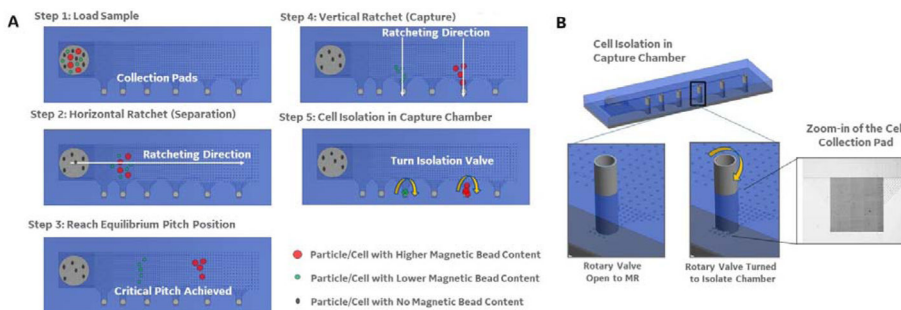 A
Step 1: Load Sample
Collection Pads
Step 2: Horizontal Ratchet (Separation)
Ratcheting Direction
Step 3: Reach Equilibrium Pitch Position
Critical Pitch Achieved
Step 4: Vertical Ratchet (Capture)
Ratcheting Direction
Step 5: Cell Isolation in Capture Chamber
Turn Isolation Valve
Particle/Cell with Higher Magnetic Bead Content
Particle/Cell with Lower Magnetic Bead Content
Particle/Cell with No Magnetic Bead Content
B
Cell Isolation in
Capture Chamber
Zoom-in of the Cell
Collection Pad
Rotary Valve
Open to MR
Rotary Valve Turned
to Isolate Chamber